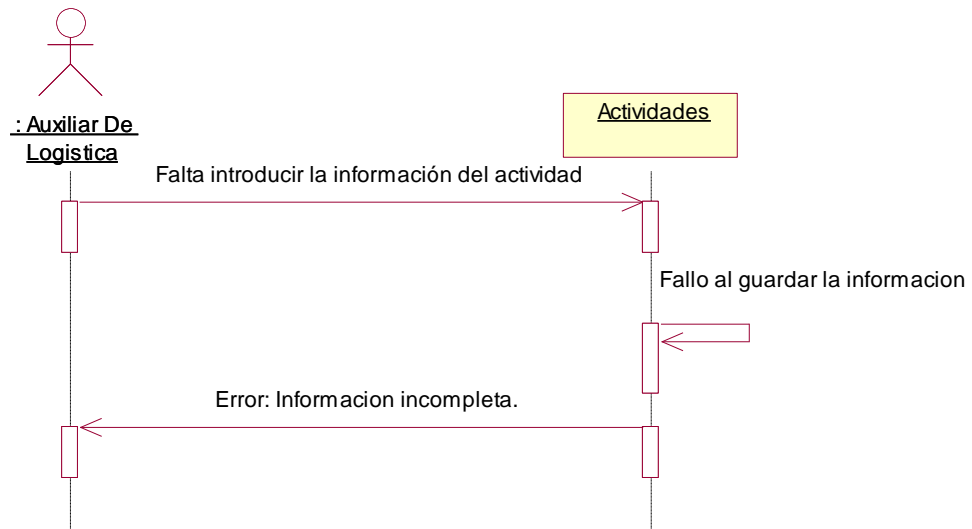 : Auxiliar De
Logistica
Actividades
Falta introducir la información del actividad
Fallo al guardar la informacion
Error: Informacion incompleta.